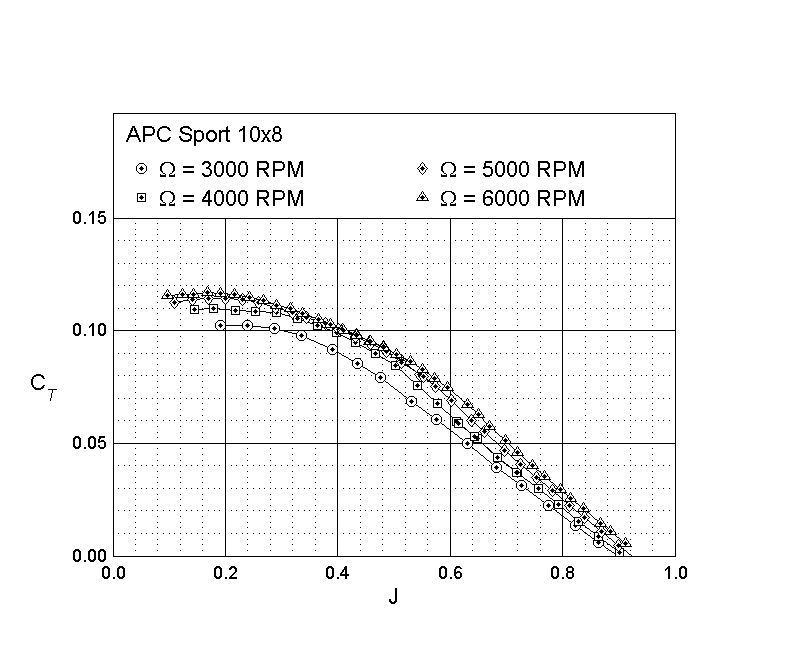 APC Sport 10x8
Ω = 3000 RPM
Ω = 5000 RPM
Ω = 4000 RPM
Ω = 6000 RPM
0.15
0.10
C_T
0.05
0.00
0.0 0.2 0.4 0.6 0.8 1.0
J